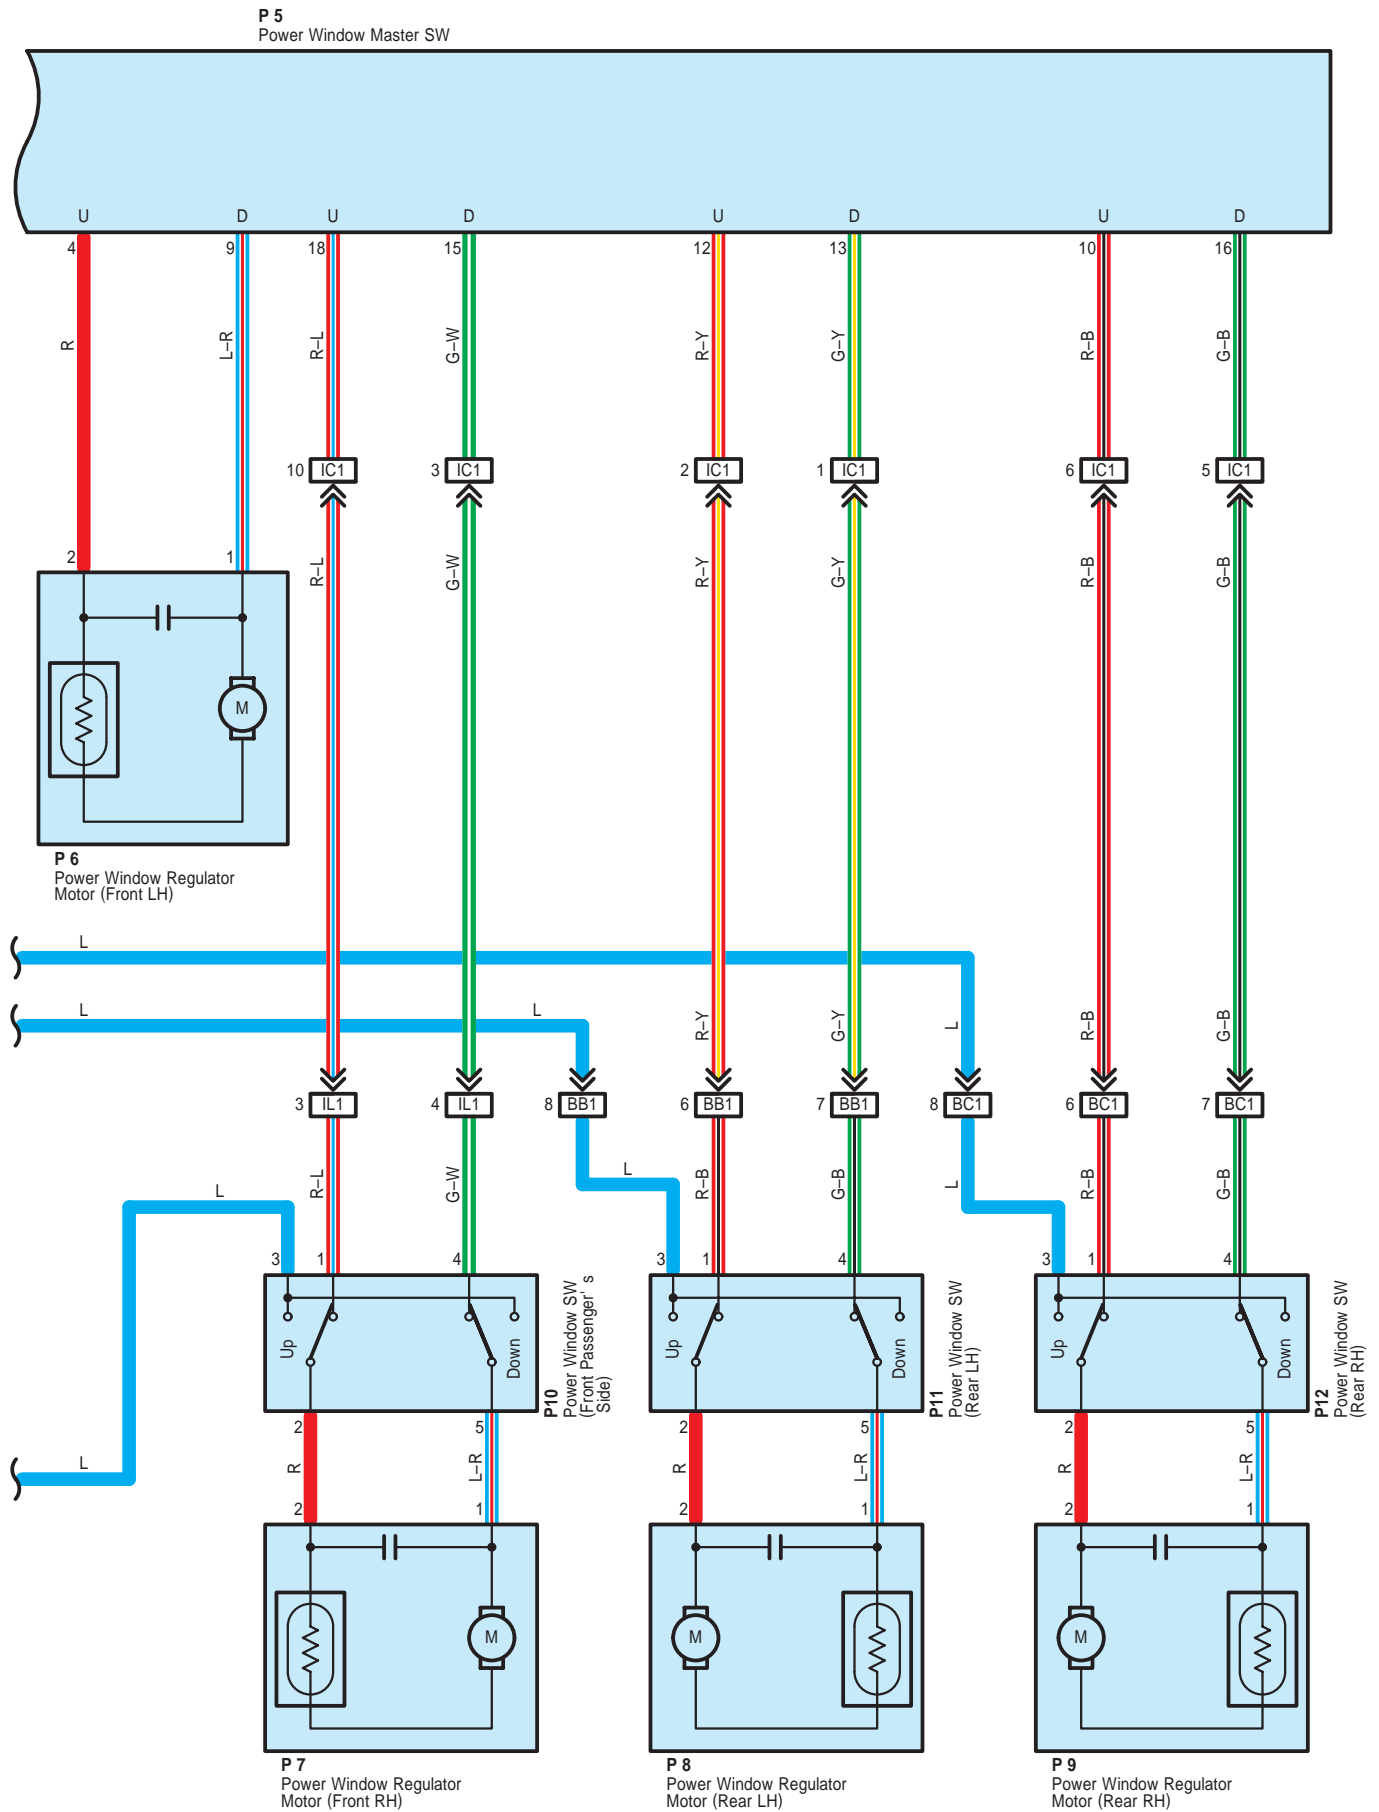 P 5
Power Window Master SW
U D U D U D U D
4 9 18 15 12 13 10 16
R L–R R–L G–W R–Y G–Y R–B G–B
10 IC1 3 IC1 2 IC1 1 IC1 6 IC1 5 IC1
2 1
R–L G–W R–Y G–Y R–B G–B
M
P 6
Power Window Regulator
Motor (Front LH)
L
L L
R–Y G–Y L R–B G–B
3 IL1 4 IL1 8 BB1 6 BB1 7 BB1 8 BC1 6 BC1 7 BC1
L R–L G–W L R–B G–B L R–B G–B
3 1 4 3 1 4 3 1 4
Up Down
P10
Power Window SW
(Front Passenger' s
Side)
Up Down
P11
Power Window SW
(Rear LH)
Up Down
P12
Power Window SW
(Rear RH)
2 5 2 5 2 5
L R L–R R L–R R L–R
2 1 2 1 2 1
M M M
P 7
Power Window Regulator
Motor (Front RH)
P 8
Power Window Regulator
Motor (Rear LH)
P 9
Power Window Regulator
Motor (Rear RH)